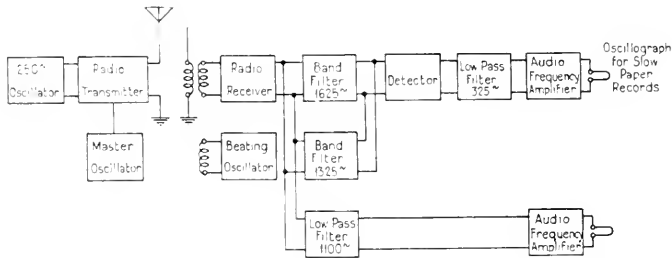 250~
Oscillator
Radio
Transmitter
Master
Oscillator
Radio
Receiver
Beating
Oscillator
Band
Filter
1625~
Band
Filter
1325~
Low Pass
Filter
1100~
Detector
Low Pass
Filter
325~
Audio
Frequency
Amplifier
Oscillograph
for Slow
Paper
Records
Audio
Frequency
Amplifier